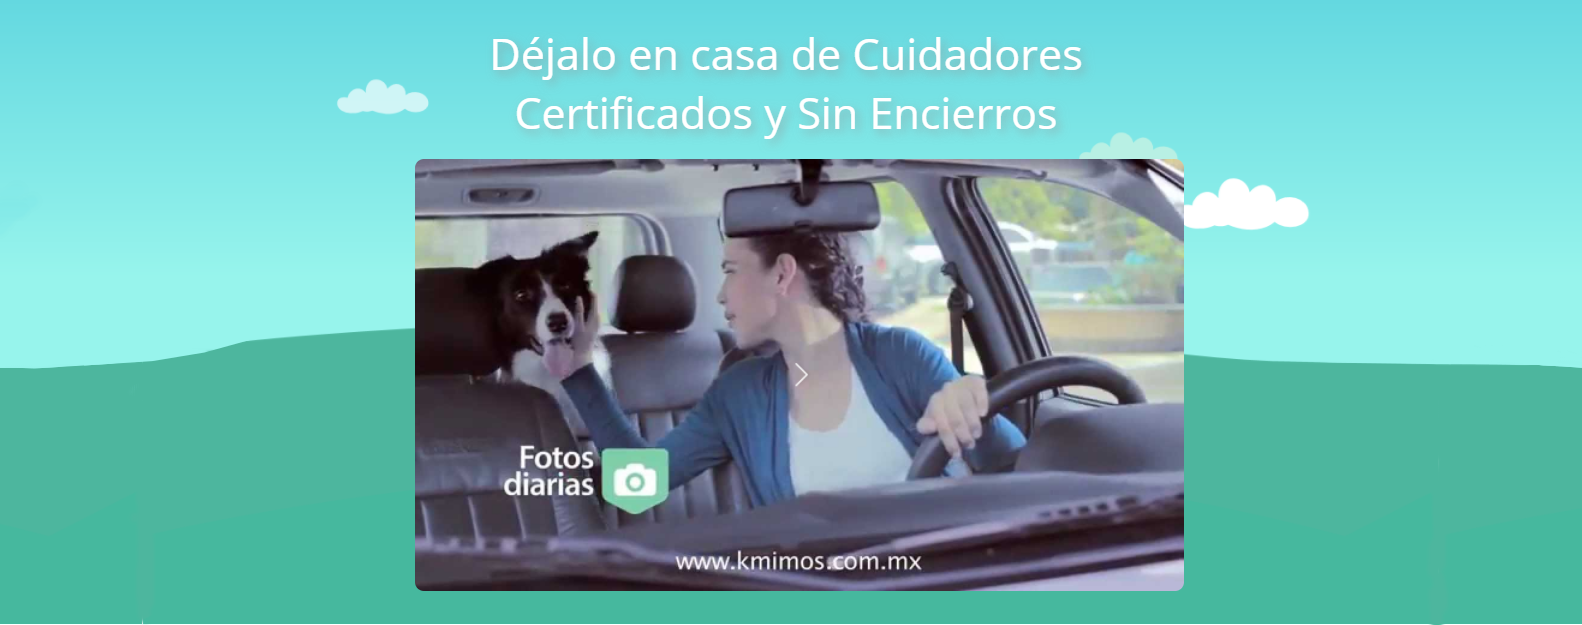 Déjalo en casa de Cuidadores
Certificados y Sin Encierros
Fotos
diarias
www.kmimos.com.mx